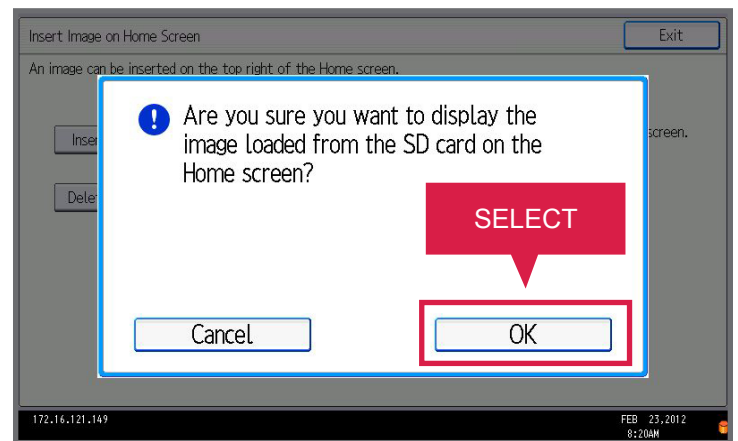 Insert Image on Home Screen
Exit
An image can be inserted on the top right of the Home screen.
Are you sure you want to display the
image loaded from the SD card on the
Home screen?
screen.
SELECT
Cancel
OK
172.16.121.149
FEB 23,2012
8:20AM